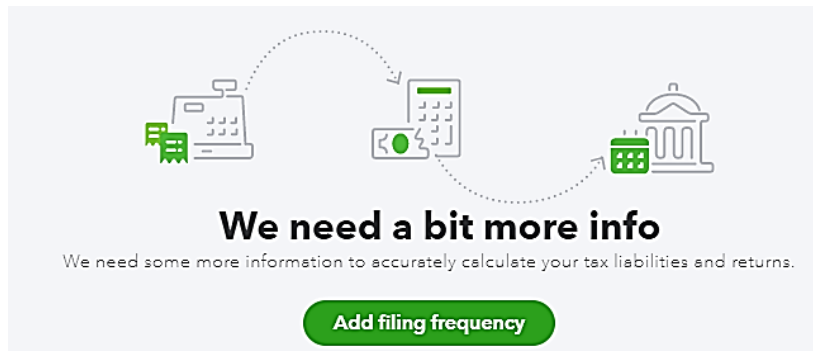 We need a bit more info
We need some more information to accurately calculate your tax liabilities and returns.
Add filing frequency